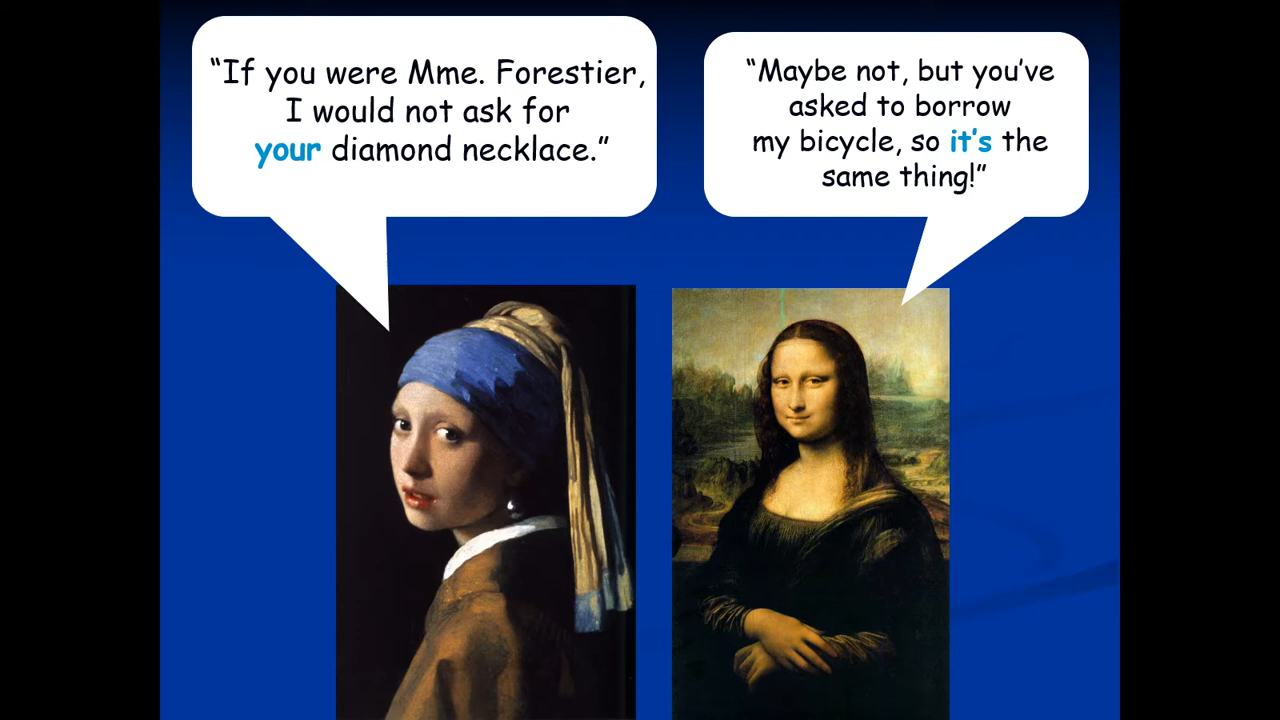 “If you were Mme. Forestier,
I would not ask for
your diamond necklace.”
“Maybe not, but you’ve
asked to borrow
my bicycle, so it’s the
same thing!”